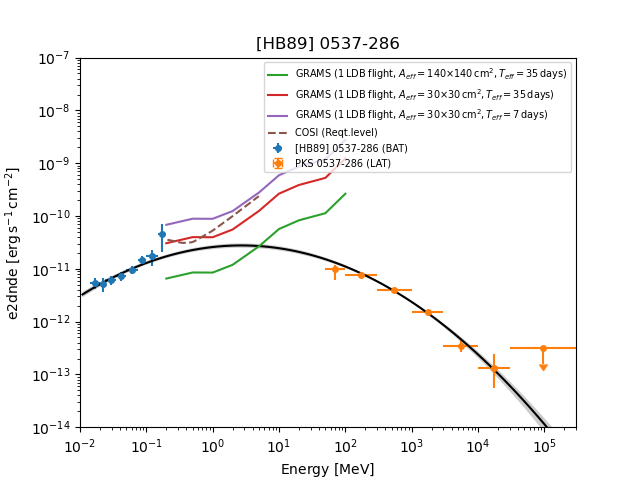 [HB89] 0537-286
GRAMS (1 LDB flight, A_eff = 140×140 cm², T_eff = 35 days)
GRAMS (1 LDB flight, A_eff = 30×30 cm², T_eff = 35 days)
GRAMS (1 LDB flight, A_eff = 30×30 cm², T_eff = 7 days)
COSI (Reqt.level)
[HB89] 0537-286 (BAT)
PKS 0537-286 (LAT)
e2dnde [erg s⁻¹ cm⁻²]
10⁻⁷
10⁻⁸
10⁻⁹
10⁻¹⁰
10⁻¹¹
10⁻¹²
10⁻¹³
10⁻¹⁴
10⁻² 10⁻¹ 10⁰ 10¹ 10² 10³ 10⁴ 10⁵
Energy [MeV]